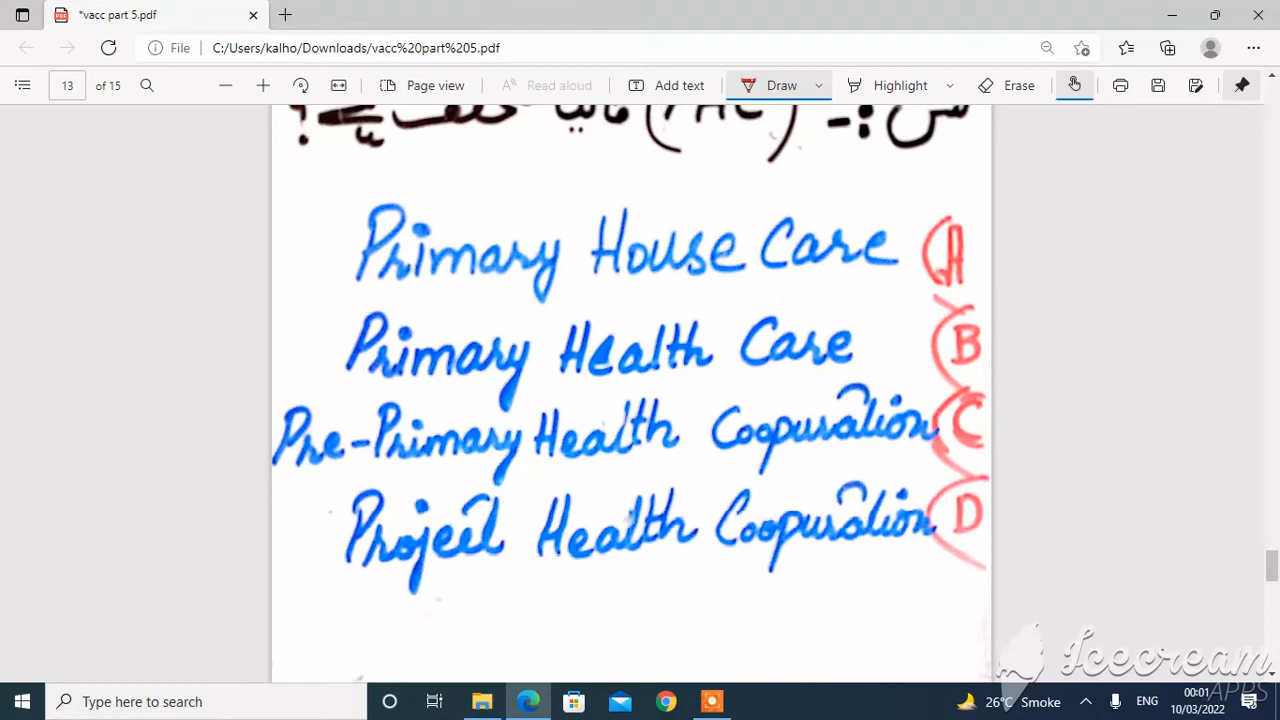 *vacc part 5.pdf
File C:/Users/kalho/Downloads/vacc%20part%205.pdf
13 of 15 Page view Read aloud Add text Draw Highlight Erase
س :- (PHC)
Primary House Care (A
Primary Health Care (B
Pre-Primary Health Coopuration (C
Project Health Coopuration (D
Icecream
APPS
Type here to search 26°C Smoke ENG 00:01
10/03/2022